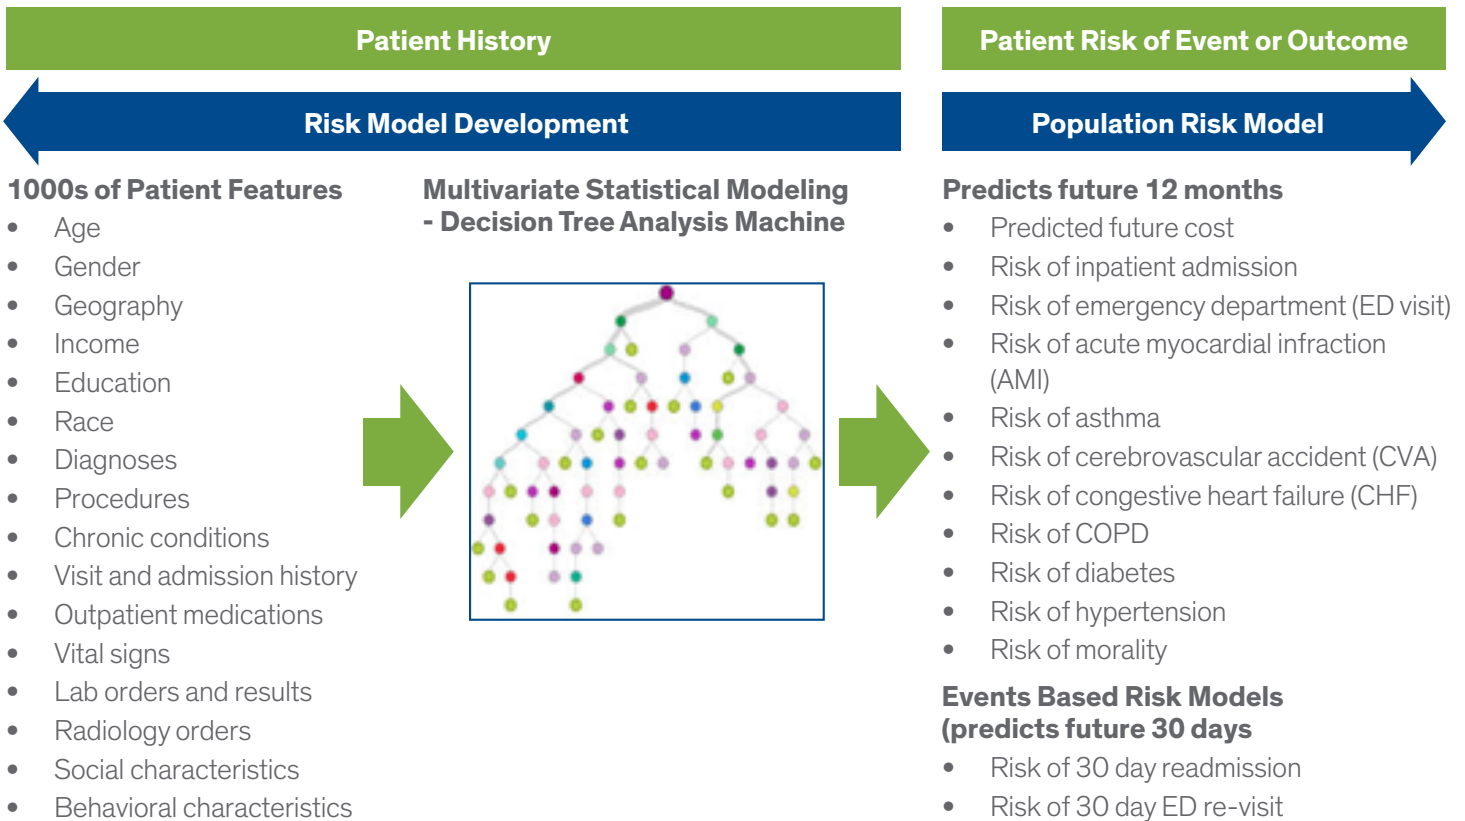 Patient History
Patient Risk of Event or Outcome
Risk Model Development
Population Risk Model
1000s of Patient Features
• Age
• Gender
• Geography
• Income
• Education
• Race
• Diagnoses
• Procedures
• Chronic conditions
• Visit and admission history
• Outpatient medications
• Vital signs
• Lab orders and results
• Radiology orders
• Social characteristics
• Behavioral characteristics
Multivariate Statistical Modeling
- Decision Tree Analysis Machine
Predicts future 12 months
• Predicted future cost
• Risk of inpatient admission
• Risk of emergency department (ED visit)
• Risk of acute myocardial infraction
(AMI)
• Risk of asthma
• Risk of cerebrovascular accident (CVA)
• Risk of congestive heart failure (CHF)
• Risk of COPD
• Risk of diabetes
• Risk of hypertension
• Risk of morality
Events Based Risk Models
(predicts future 30 days
• Risk of 30 day readmission
• Risk of 30 day ED re-visit